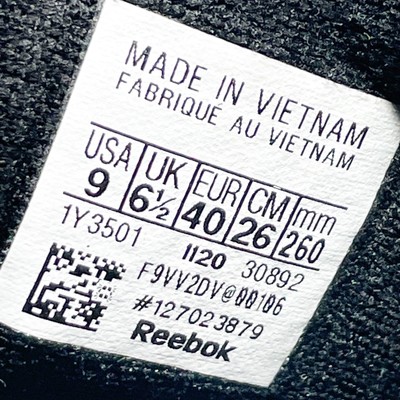 MADE IN VIETNAM
FABRIQUÉ AU VIETNAM
USA UK EUR CM mm
9 6½ 40 26 260
1Y3501 1120 30892
F9VV2DV@00106
#127023879
Reebok